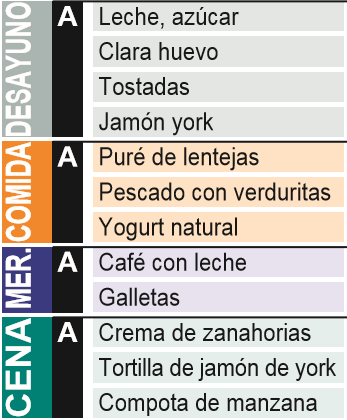 DESAYUNO
A
Leche, azúcar
Clara huevo
Tostadas
Jamón york
COMIDA
A
Puré de lentejas
Pescado con verduritas
Yogurt natural
MER.
A
Café con leche
Galletas
CENA
A
Crema de zanahorias
Tortilla de jamón de york
Compota de manzana